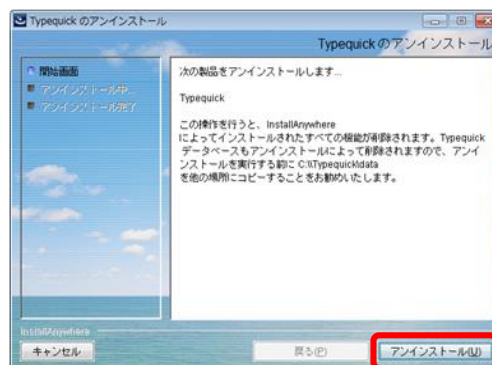 Typequick のアンインストール
Typequick のアンインストール
開始画面
アンインストール中...
アンインストール完了
次の製品をアンインストールします...
Typequick
この操作を行うと、InstallAnywhere
によってインストールされたすべての機能が削除されます。Typequick
データベースもアンインストールによって削除されますので、アンイ
ンストールを実行する前に C:\Typequick\data
を他の場所にコピーすることをお勧めいたします。
InstallAnywhere
キャンセル
戻る(P)
アンインストール(U)